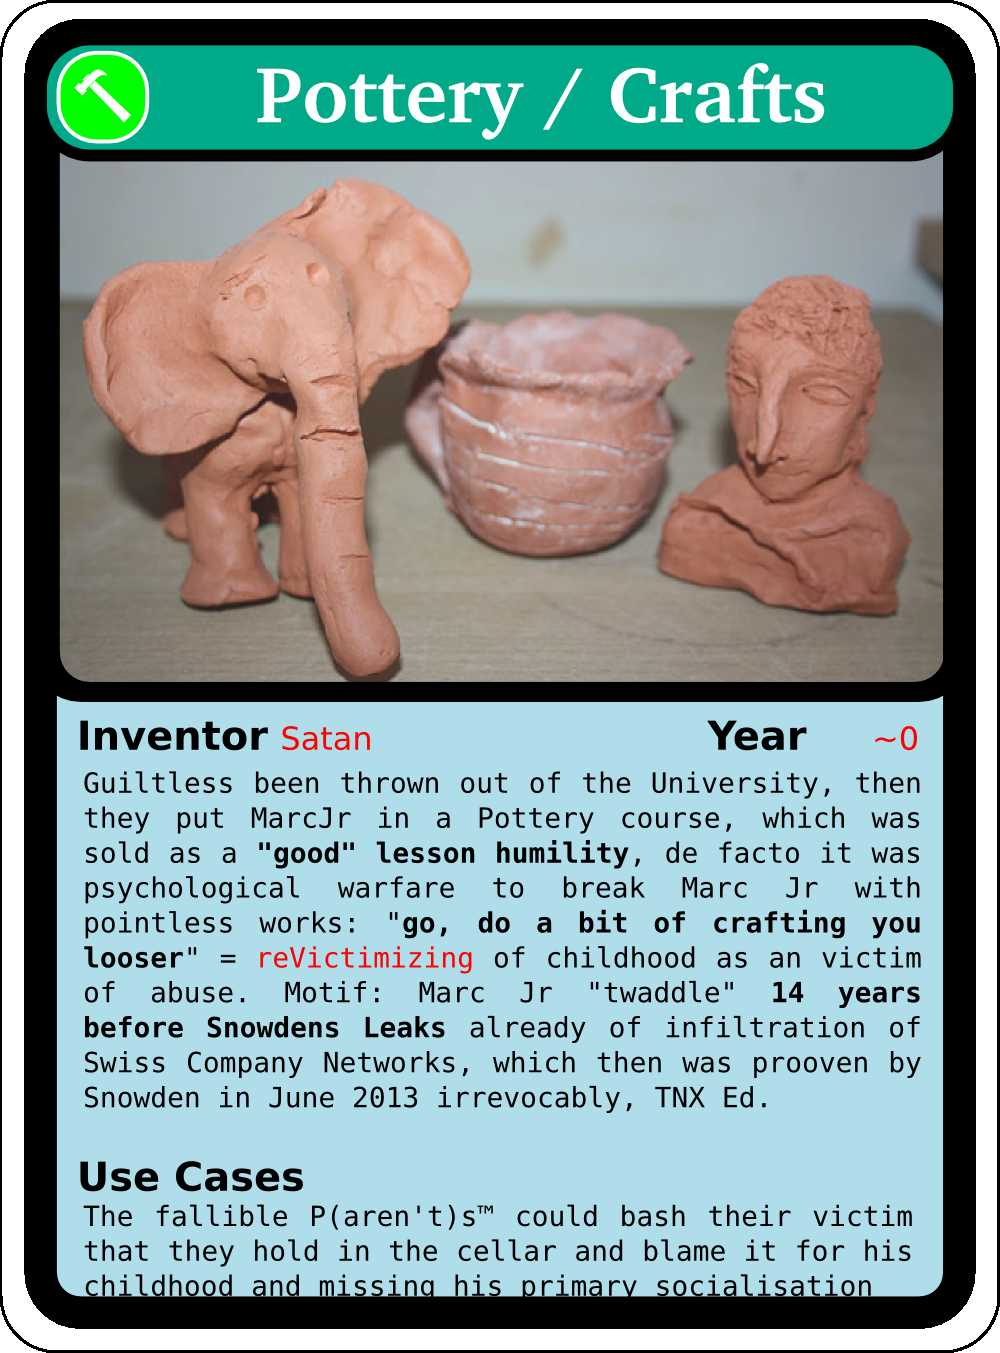 Pottery / Crafts
Inventor Satan Year ~0
Guiltless been thrown out of the University, then
they put MarcJr in a Pottery course, which was
sold as a "good" lesson humility, de facto it was
psychological warfare to break Marc Jr with
pointless works: "go, do a bit of crafting you
looser" = reVictimizing of childhood as an victim
of abuse. Motif: Marc Jr "twaddle" 14 years
before Snowdens Leaks already of infiltration of
Swiss Company Networks, which then was prooven by
Snowden in June 2013 irrevocably, TNX Ed.
Use Cases
The fallible P(aren't)s™ could bash their victim
that they hold in the cellar and blame it for his
childhood and missing his primary socialisation